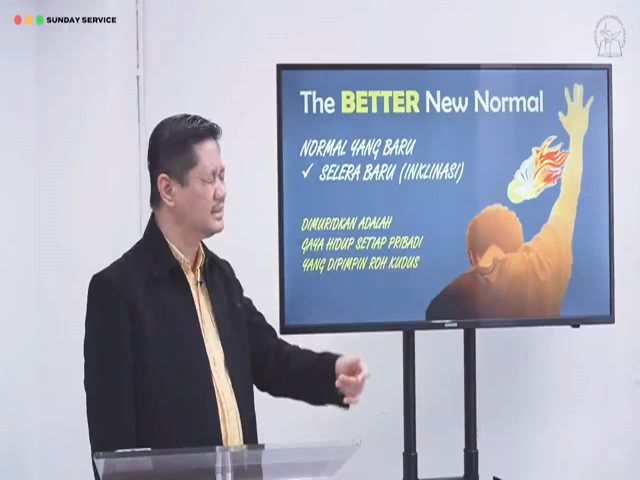 SUNDAY SERVICE
The BETTER New Normal
NORMAL YANG BARU
✓ SELERA BARU (INKLINASI)
DIMURIDKAN ADALAH
GAYA HIDUP SETIAP PRIBADI
YANG DIPIMPIN ROH KUDUS